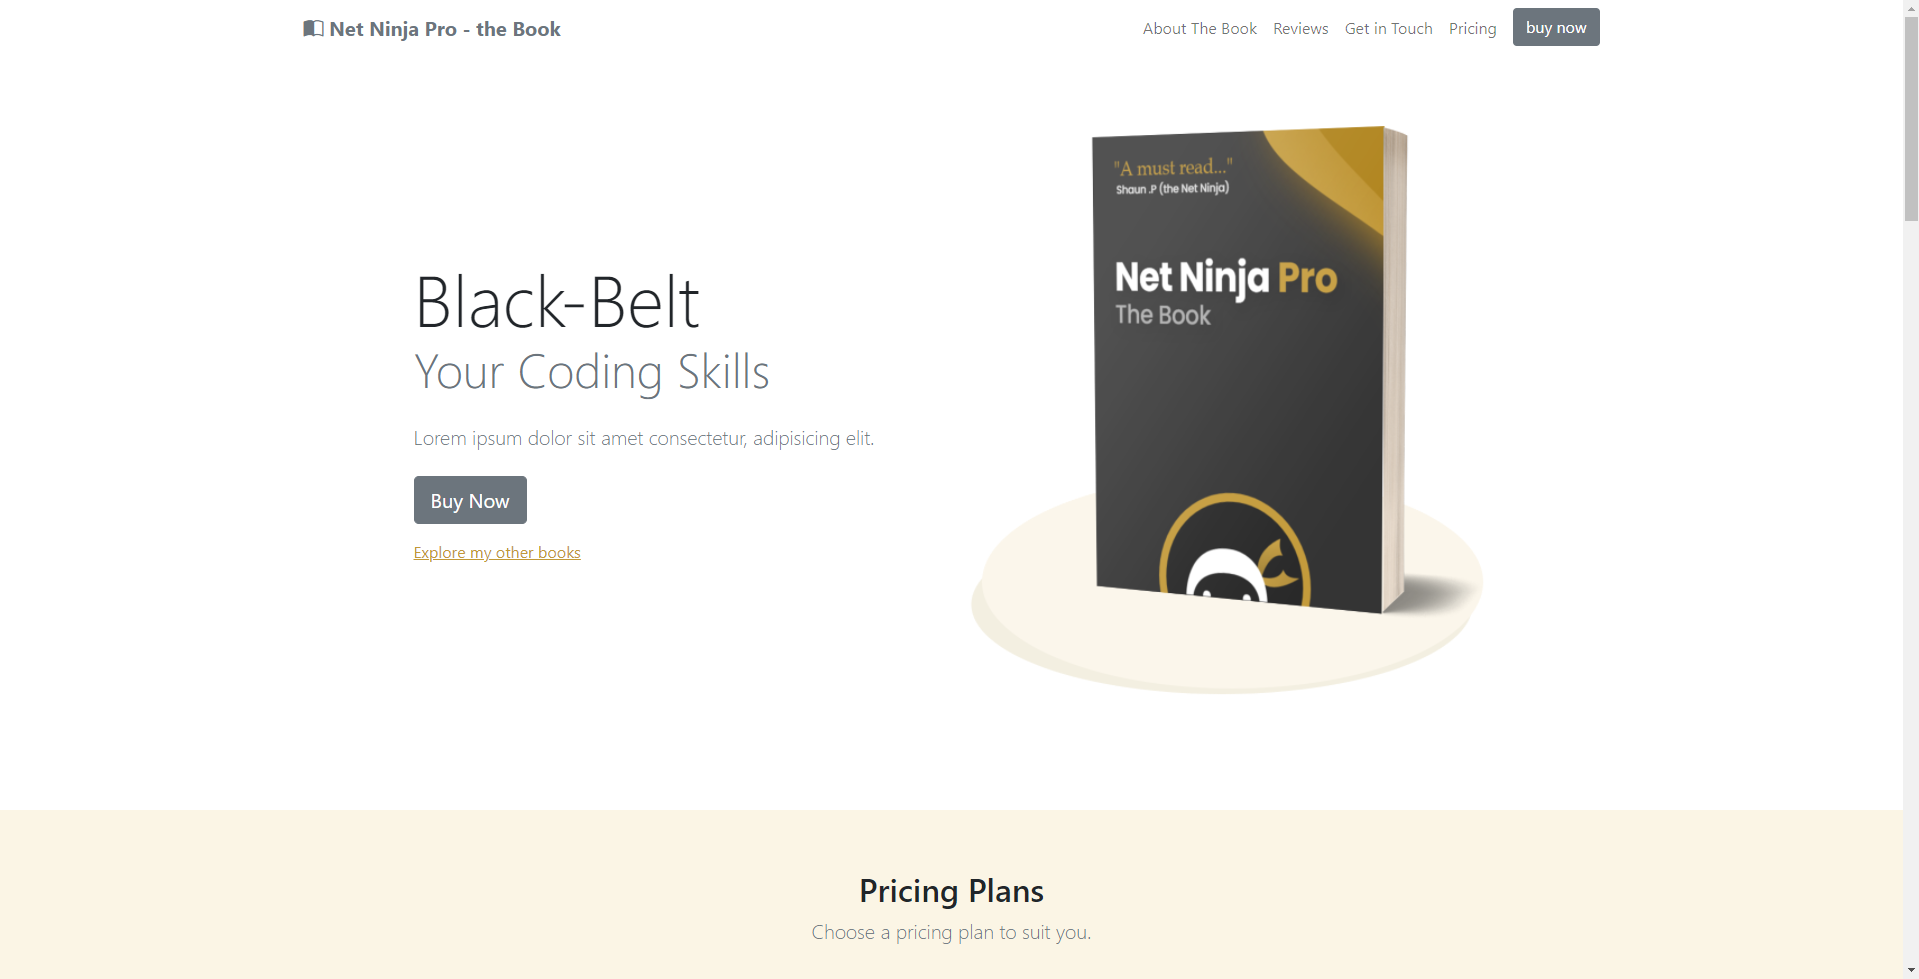 Net Ninja Pro - the Book
About The Book
Reviews
Get in Touch
Pricing
buy now
Black-Belt
Your Coding Skills
Lorem ipsum dolor sit amet consectetur, adipisicing elit.
Buy Now
Explore my other books
"A must read..."
Shaun .P (the Net Ninja)
Net Ninja Pro
The Book
Pricing Plans
Choose a pricing plan to suit you.